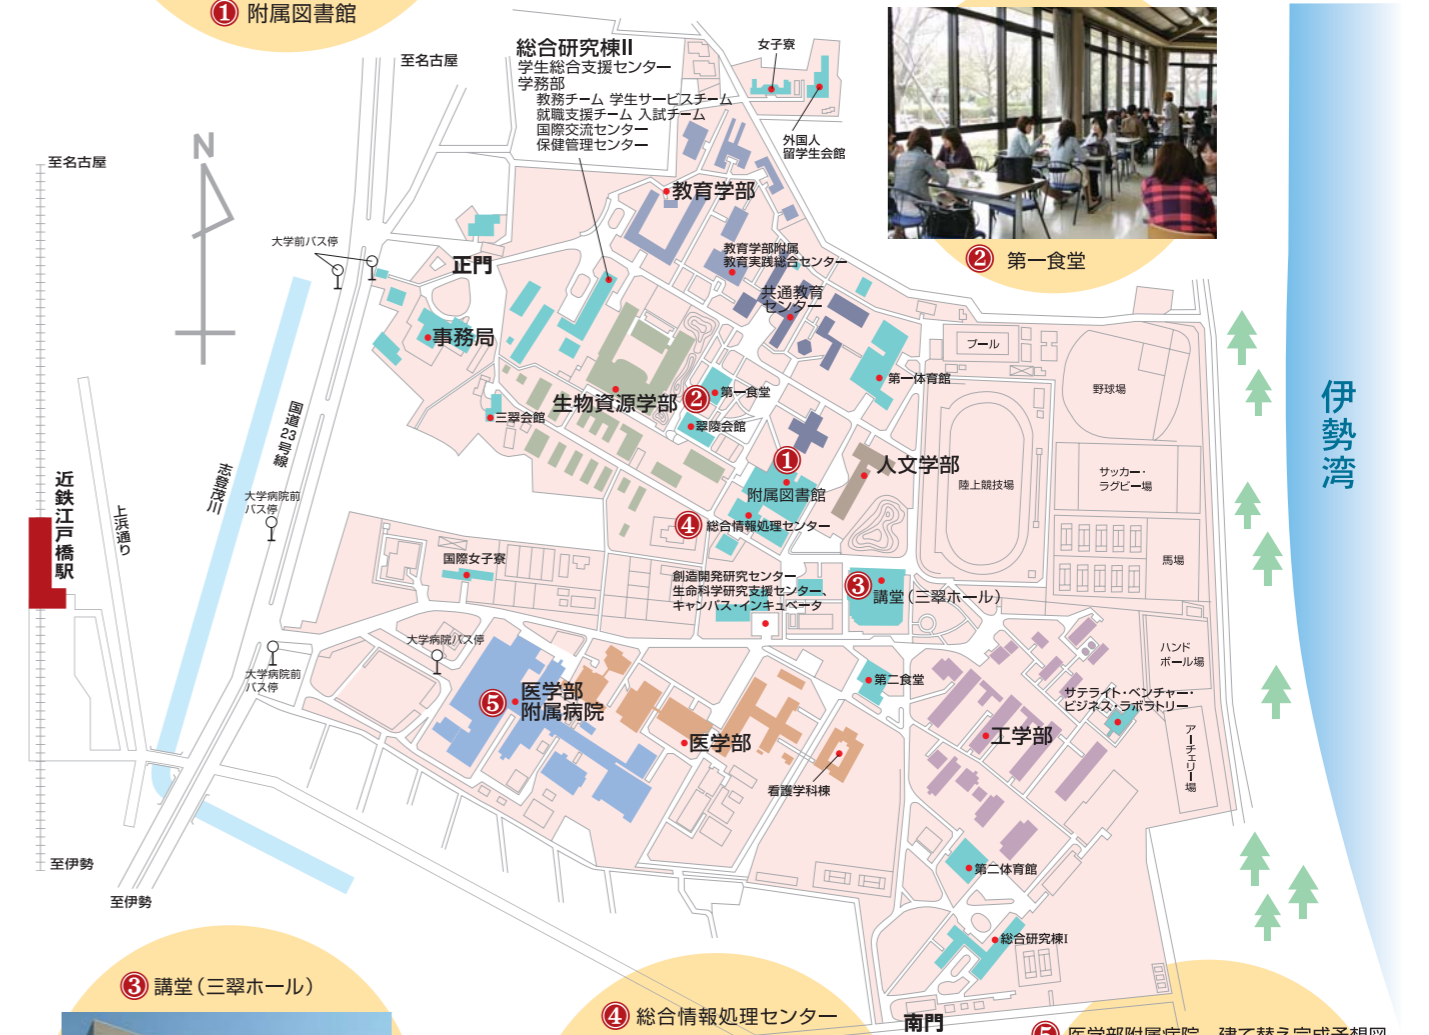 ① 附属図書館
至名古屋
総合研究棟II
学生総合支援センター
学務部
教務チーム 学生サービスチーム
就職支援チーム 入試チーム
国際交流センター
保健管理センター
女子寮
外国人
留学生会館
② 第一食堂
N
至名古屋
大学前バス停
正門
教育学部
教育学部附属
教育実践総合センター
共通教育
センター
事務局
プール
野球場
第一体育館
生物資源学部
② 第一食堂
翠陵会館
三翠会館
国道23号線
志登茂川
大学病院前
バス停
近鉄江戸橋駅
上浜通り
①
附属図書館
人文学部
陸上競技場
サッカー・
ラグビー場
伊勢湾
④ 総合情報処理センター
国際女子寮
馬場
創造開発研究センター
生命科学研究支援センター、
キャンパス・インキュベータ
③ 講堂（三翠ホール）
大学病院バス停
大学病院前
バス停
ハンド
ボール場
第二食堂
サテライト・ベンチャー・
ビジネス・ラボラトリー
⑤ 医学部
附属病院
医学部
工学部
アーチェリー場
看護学科棟
至伊勢
至伊勢
第二体育館
総合研究棟I
③ 講堂（三翠ホール）
④ 総合情報処理センター
南門
⑤ 医学部附属病院 建て替え完成予想図